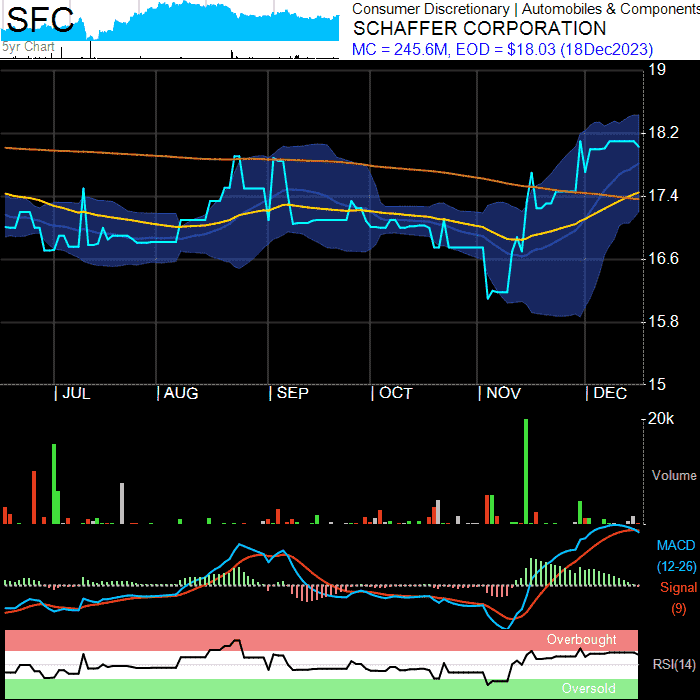 SFC
5yr Chart
Consumer Discretionary | Automobiles & Components
SCHAFFER CORPORATION
MC = 245.6M, EOD = $18.03 (18Dec2023)
19
18.2
17.4
16.6
15.8
15
JUL AUG SEP OCT NOV DEC
20k
Volume
MACD
(12-26)
Signal
(9)
Overbought
RSI(14)
Oversold